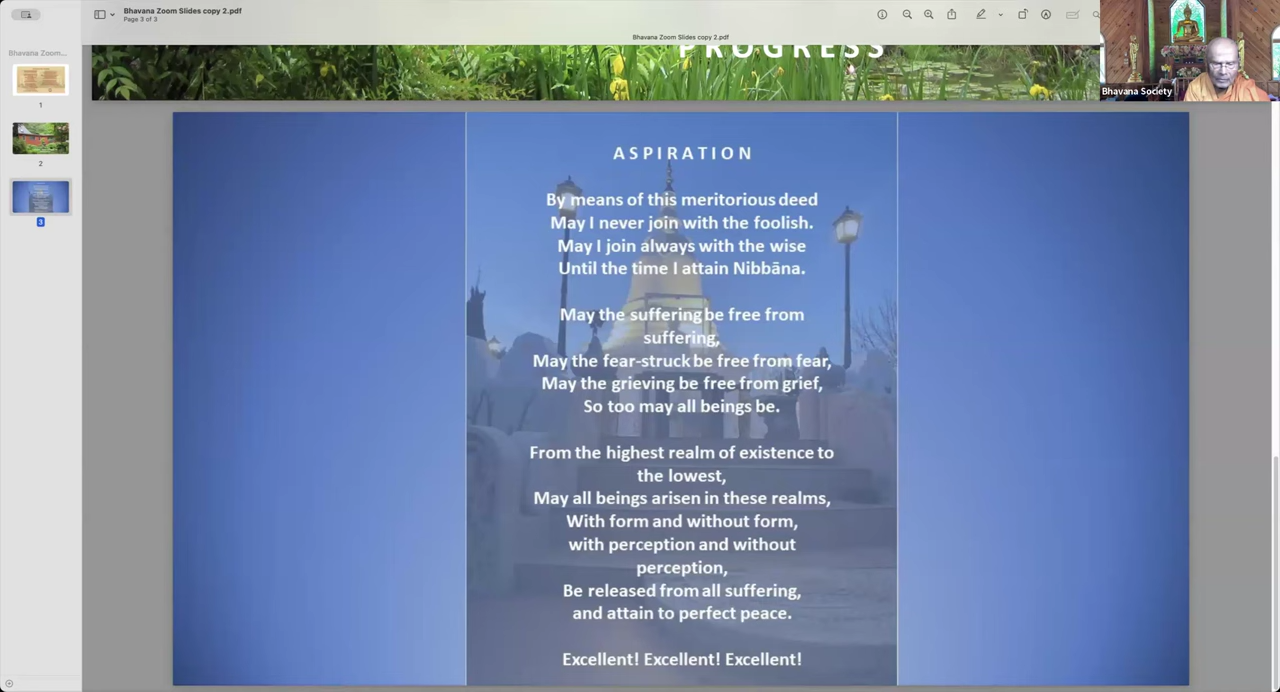 Bhavana Zoom Slides copy 2.pdf
Page 3 of 3
Bhavana Zoom Slides copy 2.pdf
Bhavana Zoom...
1
2
3
PROGRESS
Bhavana Society
ASPIRATION
By means of this meritorious deed
May I never join with the foolish.
May I join always with the wise
Until the time I attain Nibbāna.
May the suffering be free from
suffering,
May the fear-struck be free from fear,
May the grieving be free from grief,
So too may all beings be.
From the highest realm of existence to
the lowest,
May all beings arisen in these realms,
With form and without form,
with perception and without
perception,
Be released from all suffering,
and attain to perfect peace.
Excellent! Excellent! Excellent!